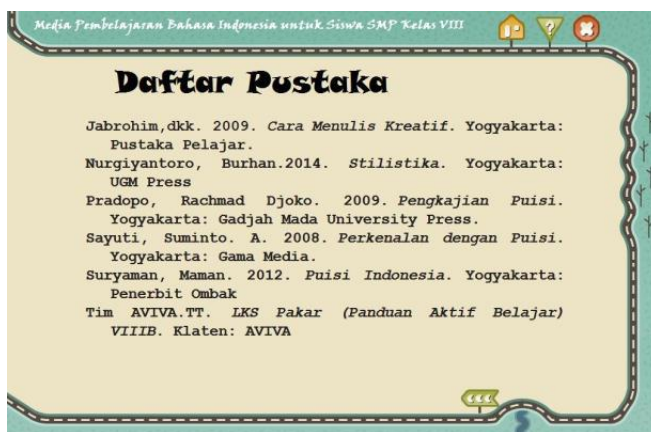 Media Pembelajaran Bahasa Indonesia untuk Siswa SMP Kelas VIII
Daftar Pustaka
Jabrohim,dkk. 2009. Cara Menulis Kreatif. Yogyakarta:
Pustaka Pelajar.
Nurgiyantoro, Burhan.2014. Stilistika. Yogyakarta:
UGM Press
Pradopo, Rachmad Djoko. 2009. Pengkajian Puisi.
Yogyakarta: Gadjah Mada University Press.
Sayuti, Suminto. A. 2008. Perkenalan dengan Puisi.
Yogyakarta: Gama Media.
Suryaman, Maman. 2012. Puisi Indonesia. Yogyakarta:
Penerbit Ombak
Tim AVIVA.TT. LKS Pakar (Panduan Aktif Belajar)
VIIIB. Klaten: AVIVA